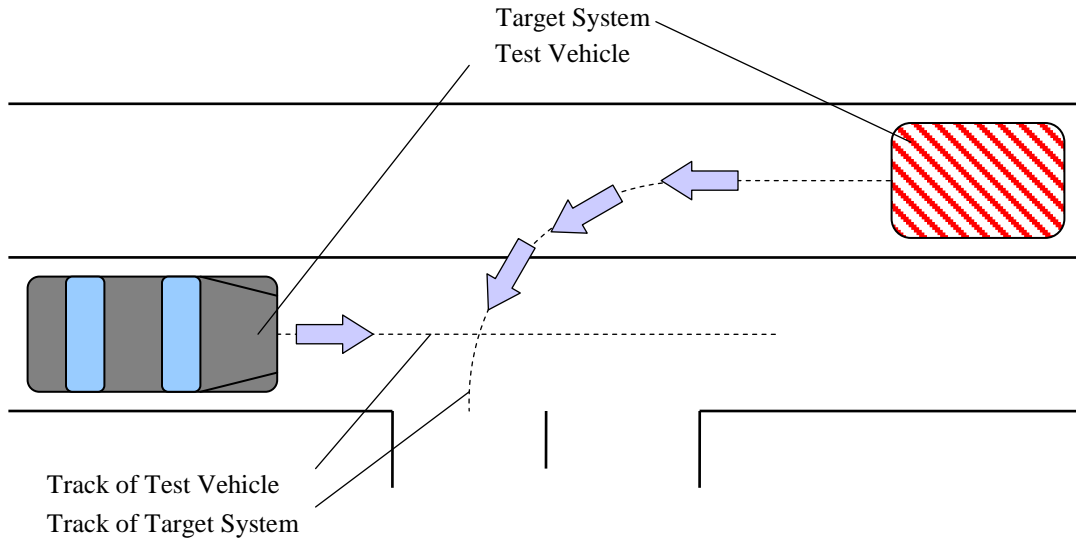 Target System
Test Vehicle
Track of Test Vehicle
Track of Target System